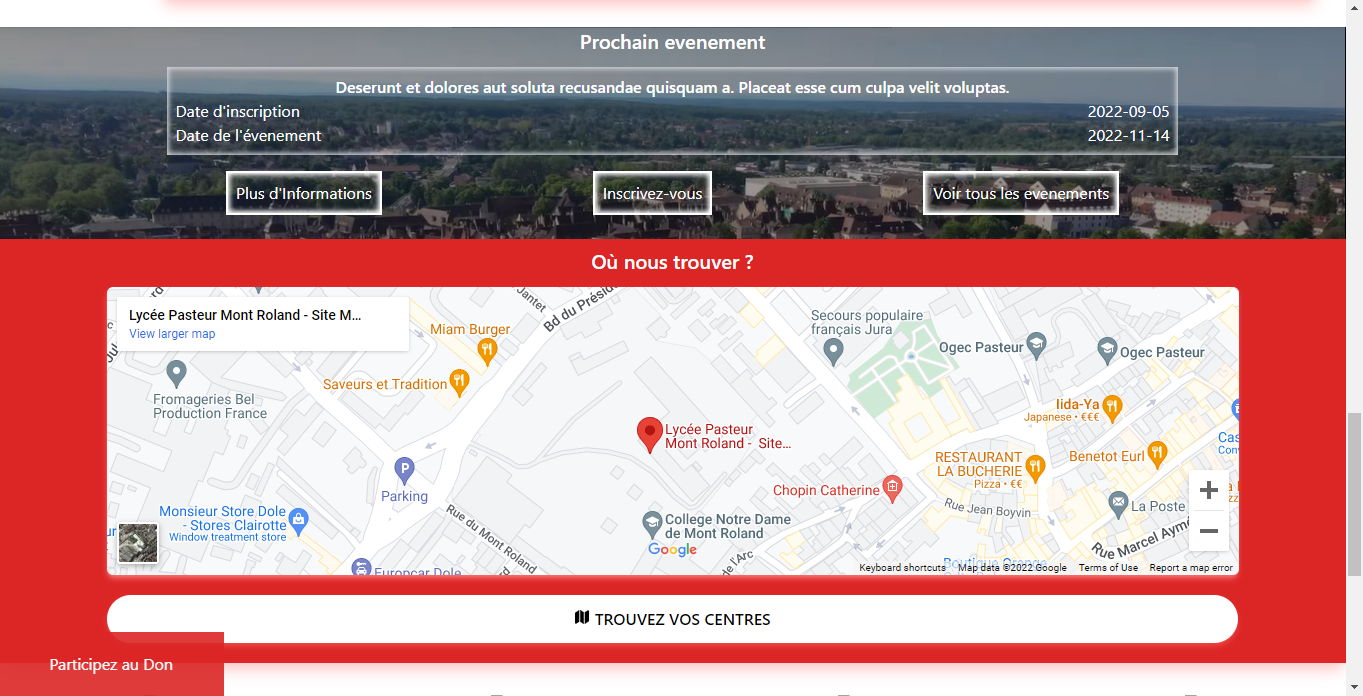 Prochain evenement
Deserunt et dolores aut soluta recusandae quisquam a. Placeat esse cum culpa velit voluptas.
Date d'inscription 2022-09-05
Date de l'évenement 2022-11-14
Plus d'Informations Inscrivez-vous Voir tous les evenements
Où nous trouver ?
Lycée Pasteur Mont Roland - Site M...
View larger map
Jantet
Bd du Présid
Miam Burger
Saveurs et Tradition
Fromageries Bel
Production France
Secours populaire
français Jura
Ogec Pasteur
Ogec Pasteur
Iida-Ya
Japanese • €€€
Lycée Pasteur
Mont Roland - Site...
RESTAURANT
LA BUCHERIE
Pizza • €€
Benetot Eurl
Chopin Catherine
P
Parking
Monsieur Store Dole
- Stores Clairotte
Window treatment store
Rue du Mont Roland
College Notre Dame
de Mont Roland
Rue Jean Boyvin
La Poste
Rue Marcel Aymé
de l'Arc
Europcar Dole
Boutique Orange
Google
Keyboard shortcuts Map data ©2022 Google Terms of Use Report a map error
TROUVEZ VOS CENTRES
Participez au Don